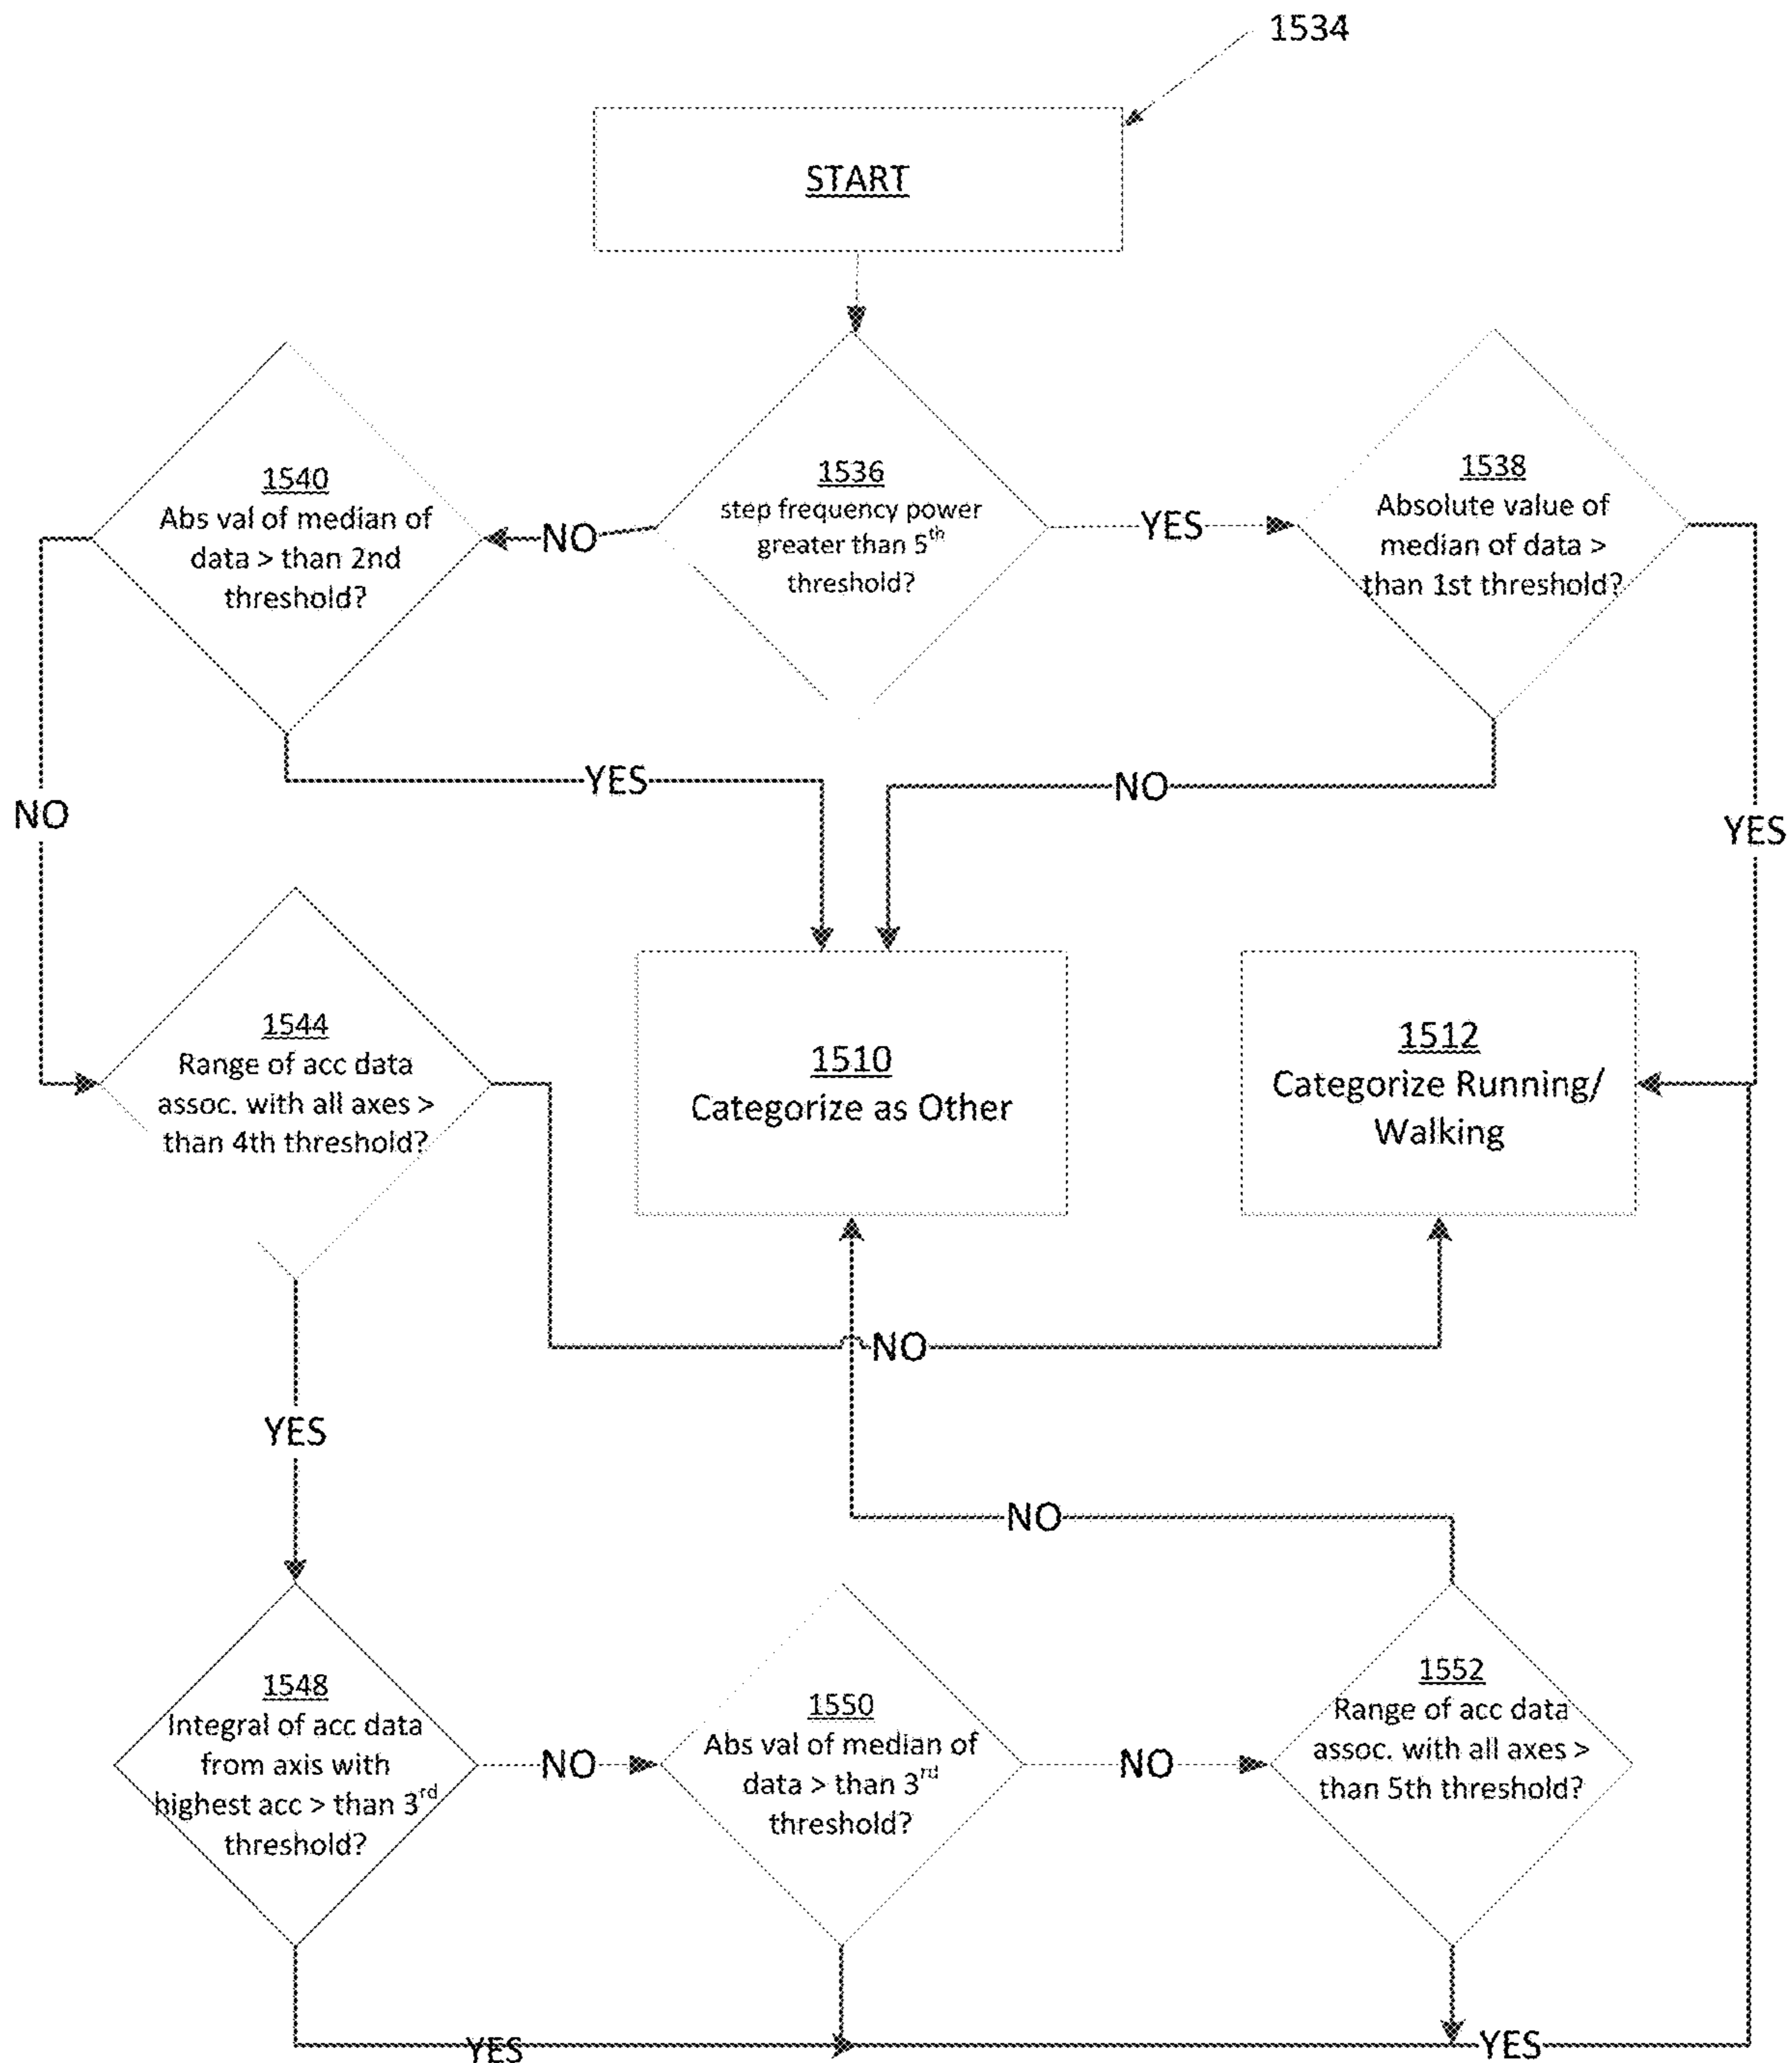 1534
START
1540
Abs val of median of
data > than 2nd
threshold?
NO
1536
step frequency power
greater than 5th
threshold?
YES
1538
Absolute value of
median of data >
than 1st threshold?
YES
NO
NO
YES
1544
Range of acc data
assoc. with all axes >
than 4th threshold?
1510
Categorize as Other
1512
Categorize Running/
Walking
NO
YES
NO
1548
Integral of acc data
from axis with
highest acc > than 3rd
threshold?
NO
1550
Abs val of median of
data > than 3rd
threshold?
NO
1552
Range of acc data
assoc. with all axes >
than 5th threshold?
YES
YES